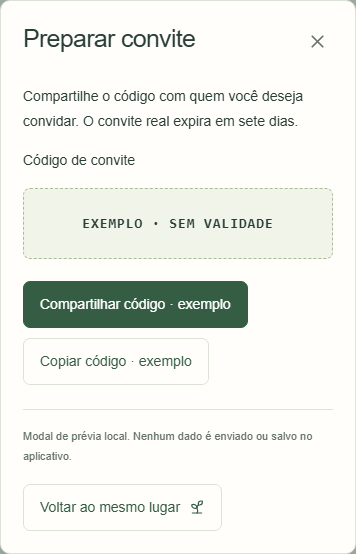 Preparar convite
Compartilhe o código com quem você deseja
convidar. O convite real expira em sete dias.
Código de convite
EXEMPLO · SEM VALIDADE
Compartilhar código · exemplo
Copiar código · exemplo
Modal de prévia local. Nenhum dado é enviado ou salvo no
aplicativo.
Voltar ao mesmo lugar